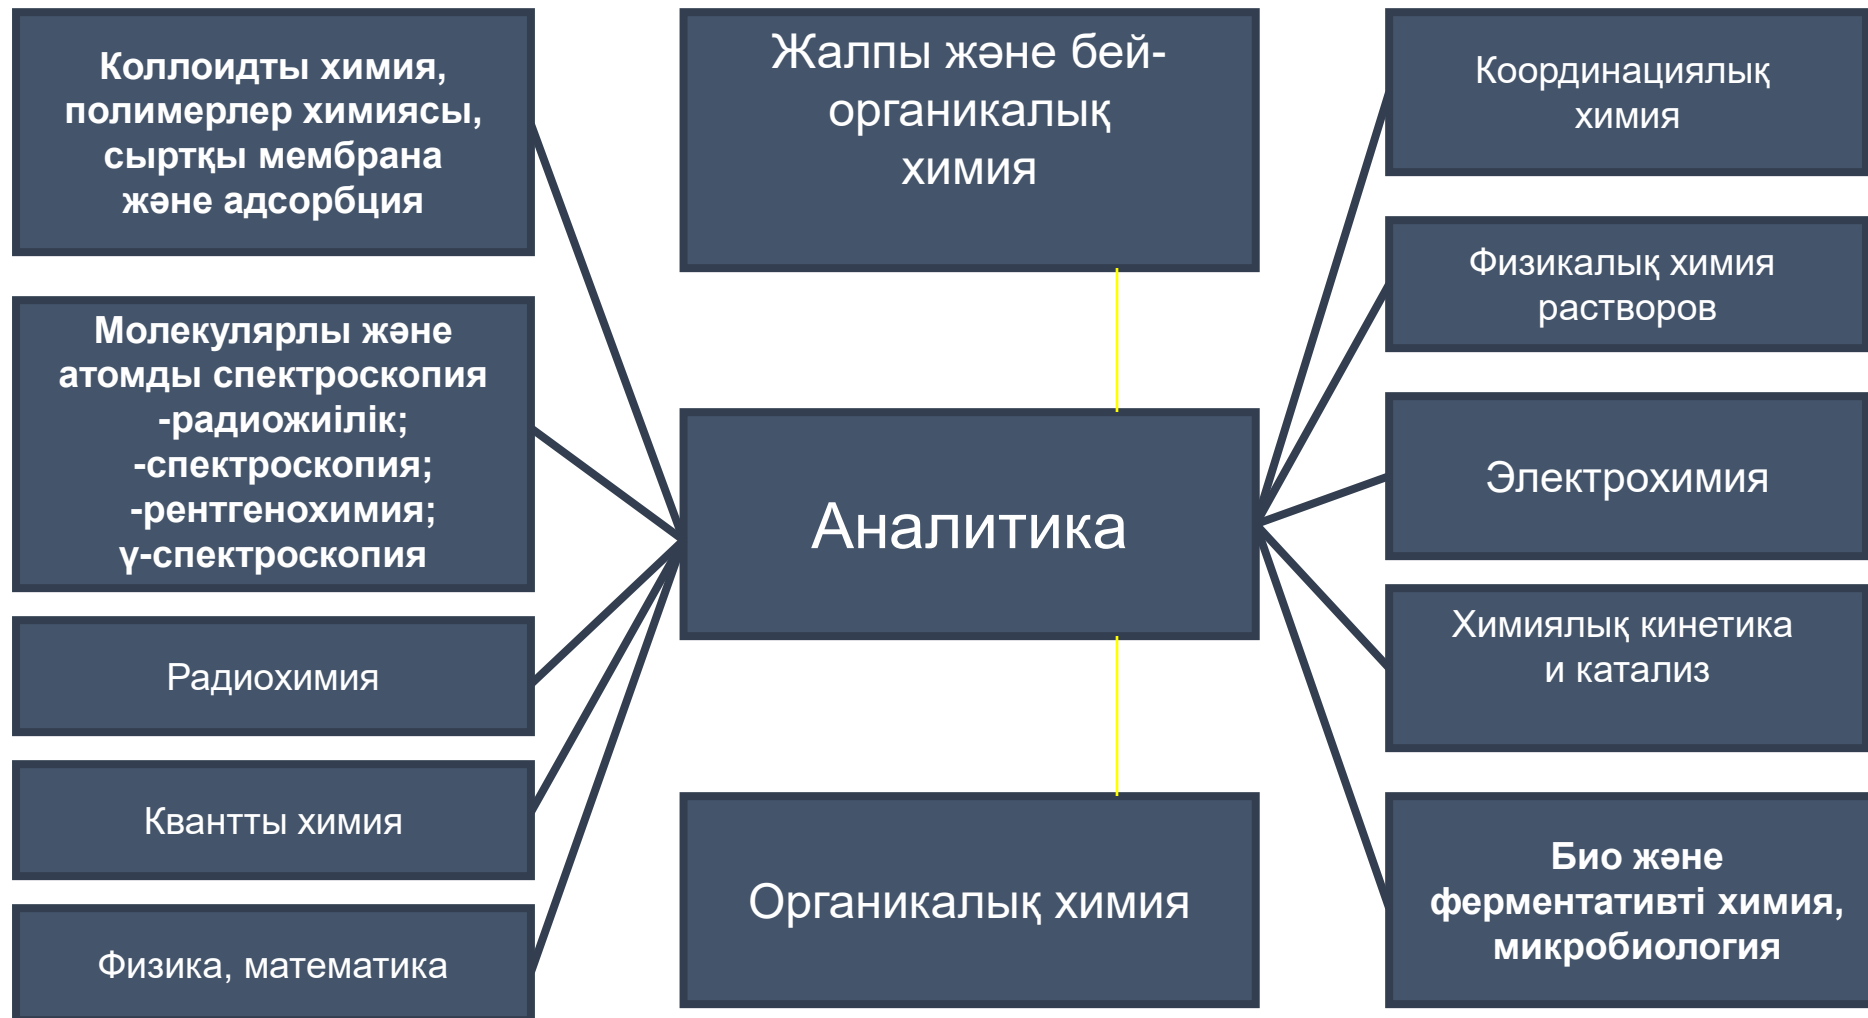 Коллоидты химия,
полимерлер химиясы,
сыртқы мембрана
және адсорбция
Молекулярлы және
атомды спектроскопия
-радиожиілік;
-спектроскопия;
-рентгенохимия;
ү-спектроскопия
Радиохимия
Квантты химия
Физика, математика
Жалпы және бей-
органикалық
химия
Аналитика
Органикалық химия
Координациялық
химия
Физикалық химия
растворов
Электрохимия
Химиялық кинетика
и катализ
Био және
ферментативті химия,
микробиология